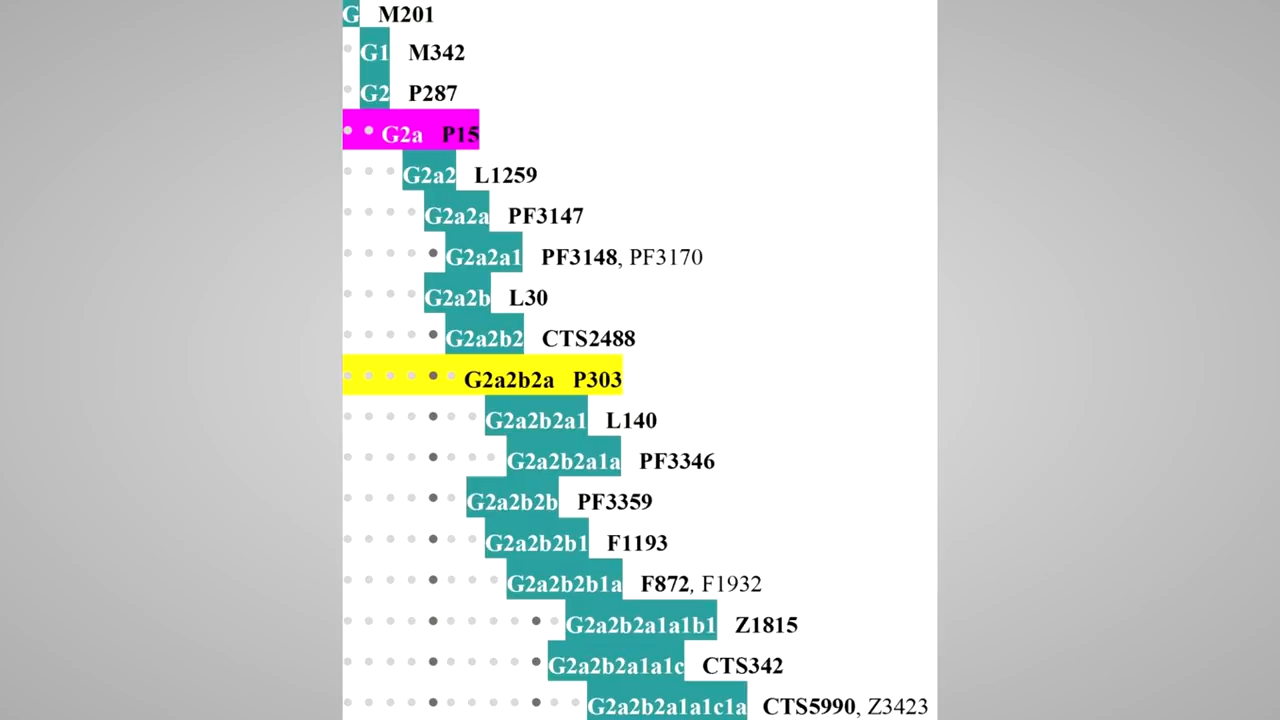 G M201
G1 M342
G2 P287
G2a P15
G2a2 L1259
G2a2a PF3147
G2a2a1 PF3148, PF3170
G2a2b L30
G2a2b2 CTS2488
G2a2b2a P303
G2a2b2a1 L140
G2a2b2a1a PF3346
G2a2b2b PF3359
G2a2b2b1 F1193
G2a2b2b1a F872, F1932
G2a2b2a1a1b1 Z1815
G2a2b2a1a1c CTS342
G2a2b2a1a1c1a CTS5990, Z3423